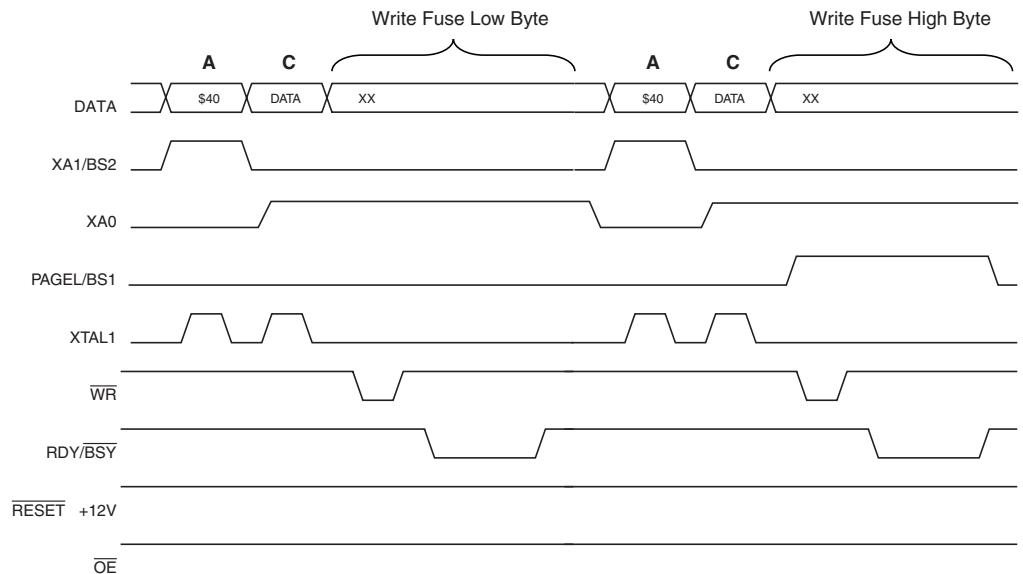 Write Fuse Low Byte Write Fuse High Byte
A C A C
DATA $40 DATA XX $40 DATA XX
XA1/BS2
XA0
PAGEL/BS1
XTAL1
WR
RDY/BSY
RESET +12V
OE